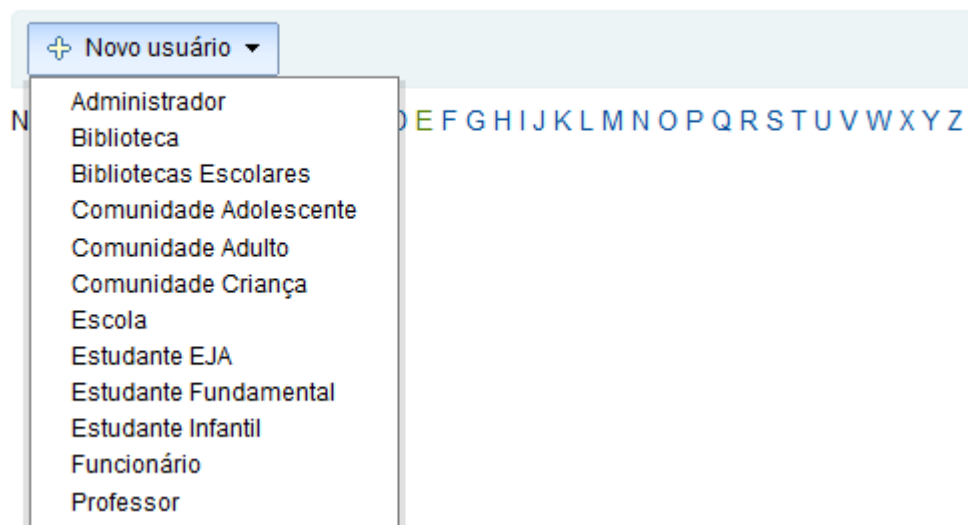 Novo usuário
N E F G H I J K L M N O P Q R S T U V W X Y Z
Administrador
Biblioteca
Bibliotecas Escolares
Comunidade Adolescente
Comunidade Adulto
Comunidade Criança
Escola
Estudante EJA
Estudante Fundamental
Estudante Infantil
Funcionário
Professor